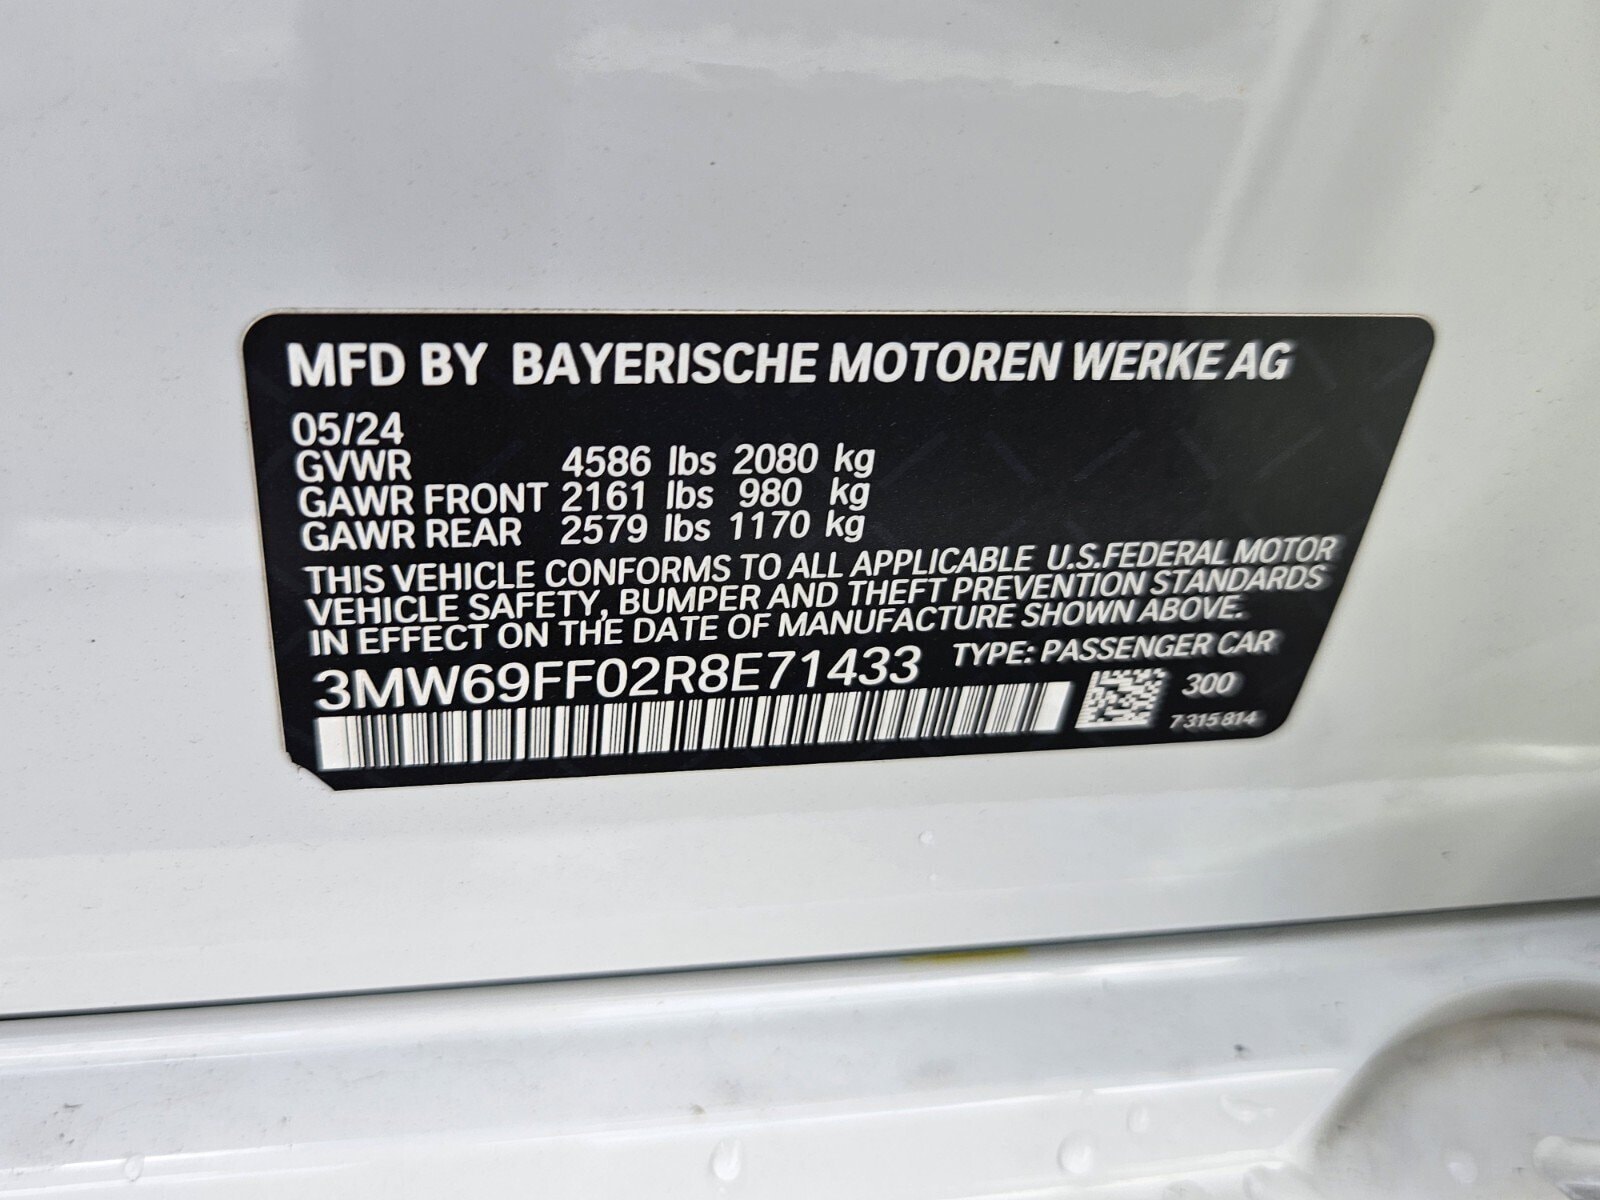 MFD BY BAYERISCHE MOTOREN WERKE AG
05/24
GVWR 4586 lbs 2080 kg
GAWR FRONT 2161 lbs 980 kg
GAWR REAR 2579 lbs 1170 kg
THIS VEHICLE CONFORMS TO ALL APPLICABLE U.S.FEDERAL MOTOR
VEHICLE SAFETY, BUMPER AND THEFT PREVENTION STANDARDS
IN EFFECT ON THE DATE OF MANUFACTURE SHOWN ABOVE.
3MW69FF02R8E71433 TYPE: PASSENGER CAR
300
7 315 814